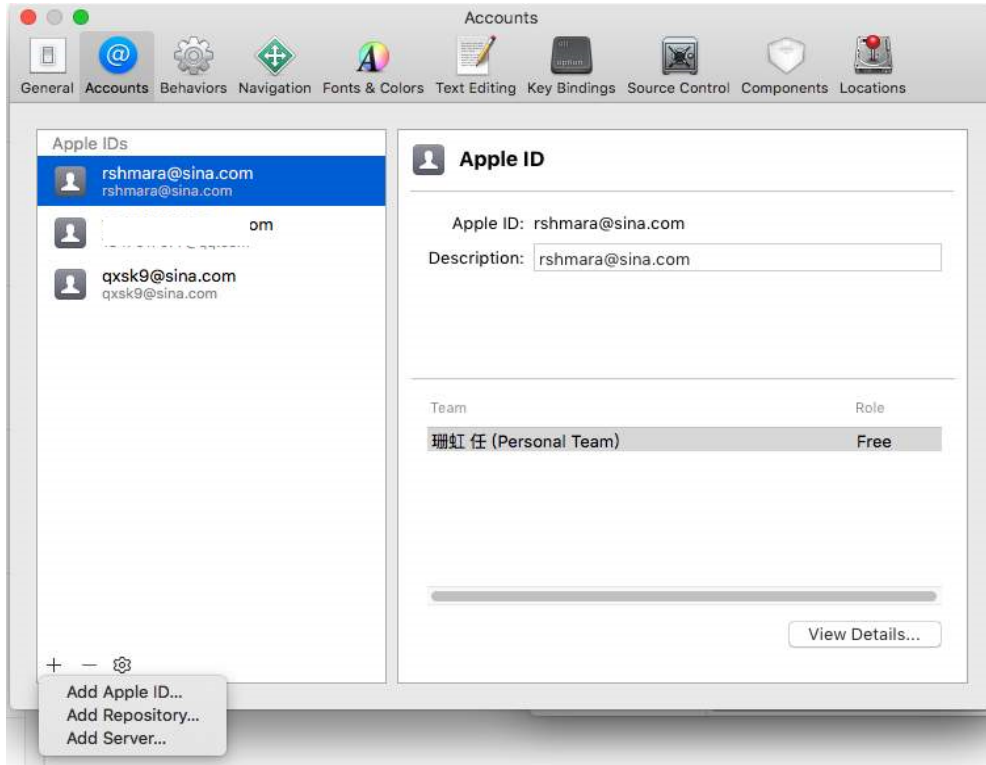 Accounts
General Accounts Behaviors Navigation Fonts & Colors Text Editing Key Bindings Source Control Components Locations
Apple IDs
rshmara@sina.com
rshmara@sina.com
om
qxsk9@sina.com
qxsk9@sina.com
Apple ID
Apple ID: rshmara@sina.com
Description: rshmara@sina.com
Team Role
珊虹 任 (Personal Team) Free
View Details...
Add Apple ID...
Add Repository...
Add Server...